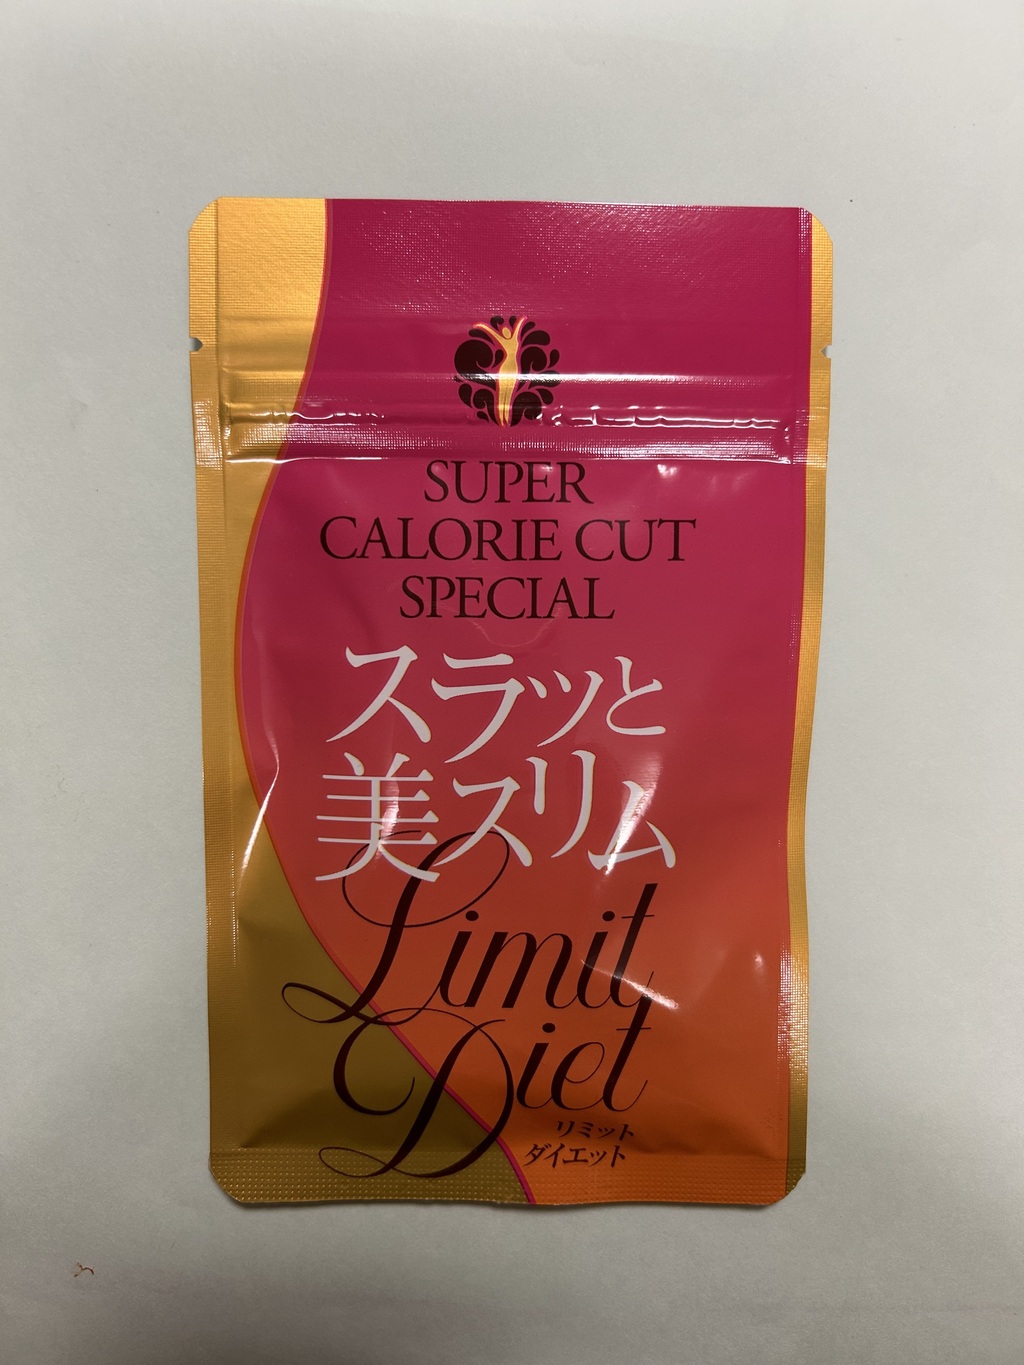 SUPER
CALORIE CUT
SPECIAL
スラッと
美スリム
Limit
Diet
リミット
ダイエット